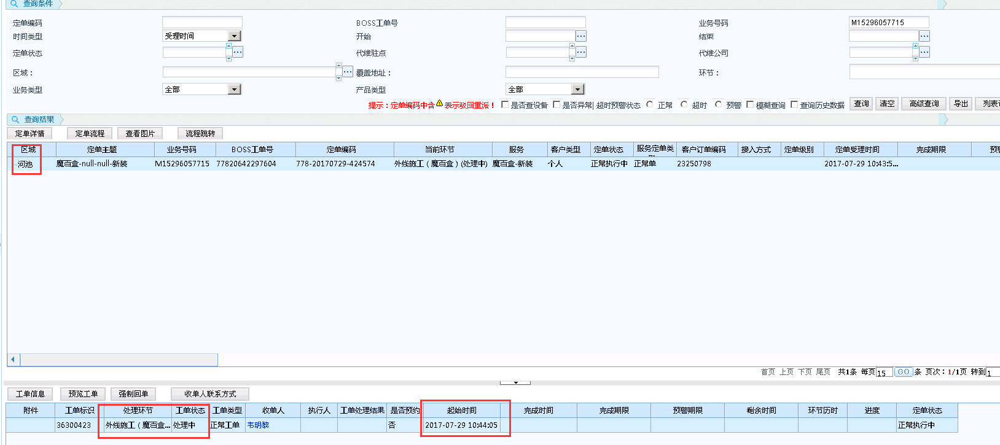 查询条件
定单编码 BOSS工单号 业务号码 M15296057715
时间类型 受理时间 开始 结束
定单状态 代维驻点 代维公司
区域： 覆盖地址： 环节：
业务类型 全部 产品类型 全部
提示：定单编码中含 表示驳回重派！ 是否查设备 是否异常| 超时预警状态 正常 超时 预警 模糊查询 查询历史数据 查询 清空 高级查询 导出 列表
查询结果
定单详情 定单流程 查看图片 流程跳转
区域 定单主题 业务号码 BOSS工单号 定单编码 当前环节 服务 客户类型 定单状态 服务定单类 客户订单编码 接入方式 定单级别 定单受理时间 完成期限
河池 魔百盒-null-null-新装 M15296057715 77820642297604 778-20170729-424574 外线施工（魔百盒）(处理中) 魔百盒-新装 个人 正常执行中 正常单 23250798 2017-07-29 10:43:5...
首页 上页 下页 尾页 共1条 每页 15 GO 条 页次：1/1页 转到 1
工单信息 预览工单 强制回单 收单人联系方式
附件 工单标识 处理环节 工单状态 工单类型 收单人 执行人 工单处理结果 是否预约 起始时间 完成时间 完成期限 预警期限 剩余时间 环节历时 进度 定单状态
36300423 外线施工（魔百盒... 处理中 正常工单 韦明黎 否 2017-07-29 10:44:05 正常执行中